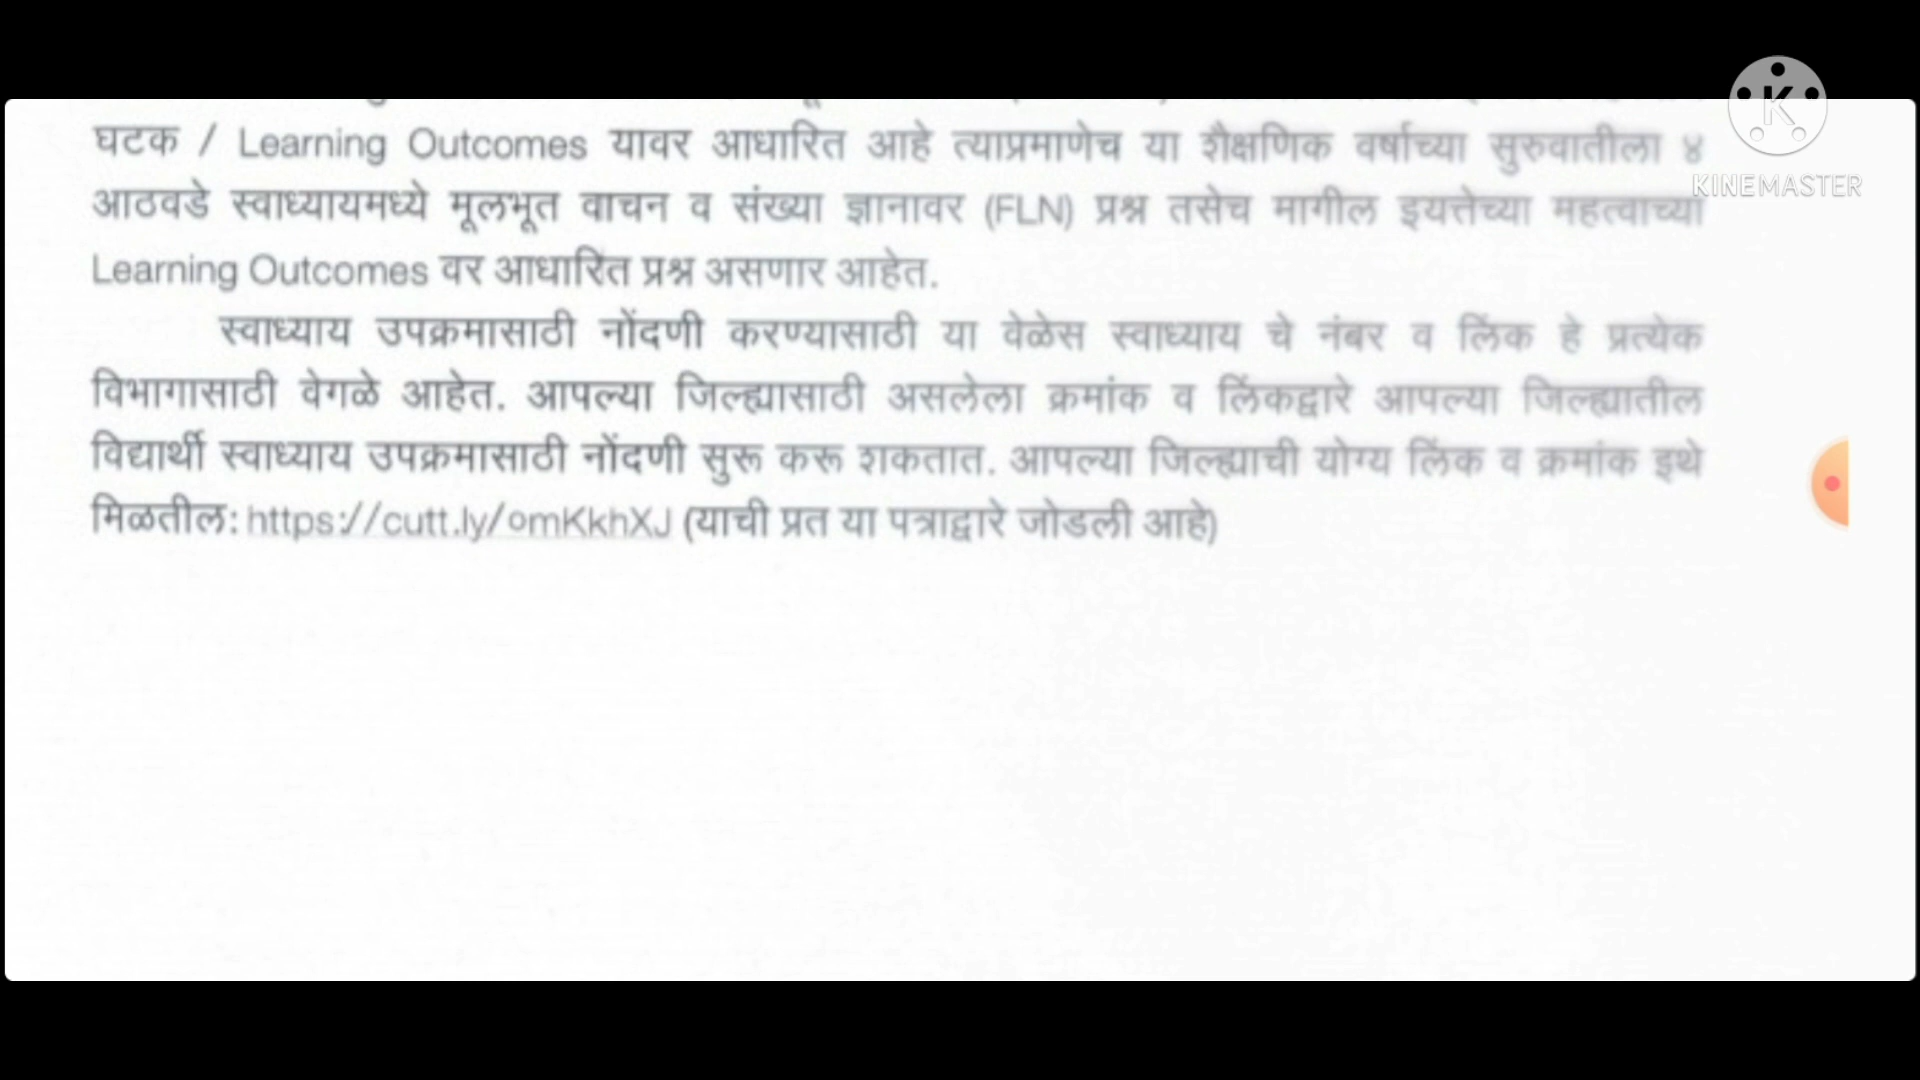 घटक / Learning Outcomes यावर आधारित आहे त्याप्रमाणेच या शैक्षणिक वर्षाच्या सुरुवातीला ४
आठवडे स्वाध्यायमध्ये मूलभूत वाचन व संख्या ज्ञानावर (FLN) प्रश्न तसेच मागील इयत्तेच्या महत्वाच्या
Learning Outcomes वर आधारित प्रश्न असणार आहेत.
स्वाध्याय उपक्रमासाठी नोंदणी करण्यासाठी या वेळेस स्वाध्याय चे नंबर व लिंक हे प्रत्येक
विभागासाठी वेगळे आहेत. आपल्या जिल्ह्यासाठी असलेला क्रमांक व लिंकद्वारे आपल्या जिल्ह्यातील
विद्यार्थी स्वाध्याय उपक्रमासाठी नोंदणी सुरू करू शकतात. आपल्या जिल्ह्याची योग्य लिंक व क्रमांक इथे
मिळतील: https://cutt.ly/omKkhXJ (याची प्रत या पत्राद्वारे जोडली आहे)
K
KINEMASTER